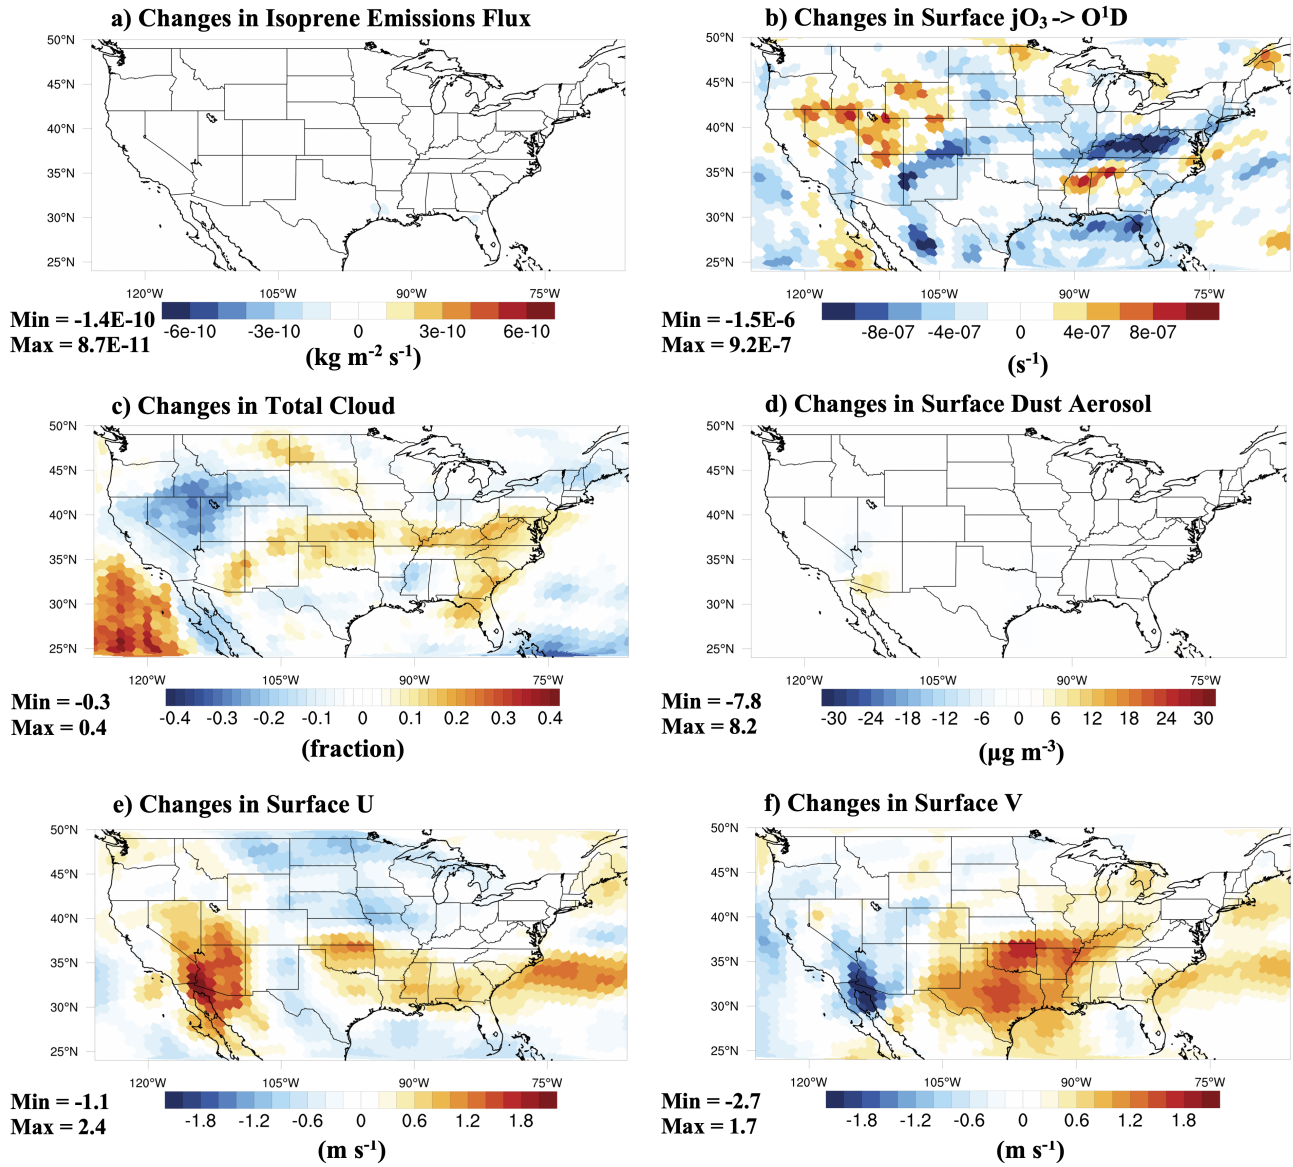 a) Changes in Isoprene Emissions Flux
50°N
45°N
40°N
35°N
30°N
25°N
120°W 105°W 90°W 75°W
Min = -1.4E-10
Max = 8.7E-11
-6e-10 -3e-10 0 3e-10 6e-10
(kg m⁻² s⁻¹)
b) Changes in Surface jO₃ -> O¹D
50°N
45°N
40°N
35°N
30°N
25°N
120°W 105°W 90°W 75°W
Min = -1.5E-6
Max = 9.2E-7
-8e-07 -4e-07 0 4e-07 8e-07
(s⁻¹)
c) Changes in Total Cloud
50°N
45°N
40°N
35°N
30°N
25°N
120°W 105°W 90°W 75°W
Min = -0.3
Max = 0.4
-0.4 -0.3 -0.2 -0.1 0 0.1 0.2 0.3 0.4
(fraction)
d) Changes in Surface Dust Aerosol
50°N
45°N
40°N
35°N
30°N
25°N
120°W 105°W 90°W 75°W
Min = -7.8
Max = 8.2
-30 -24 -18 -12 -6 0 6 12 18 24 30
(µg m⁻³)
e) Changes in Surface U
50°N
45°N
40°N
35°N
30°N
25°N
120°W 105°W 90°W 75°W
Min = -1.1
Max = 2.4
-1.8 -1.2 -0.6 0 0.6 1.2 1.8
(m s⁻¹)
f) Changes in Surface V
50°N
45°N
40°N
35°N
30°N
25°N
120°W 105°W 90°W 75°W
Min = -2.7
Max = 1.7
-1.8 -1.2 -0.6 0 0.6 1.2 1.8
(m s⁻¹)